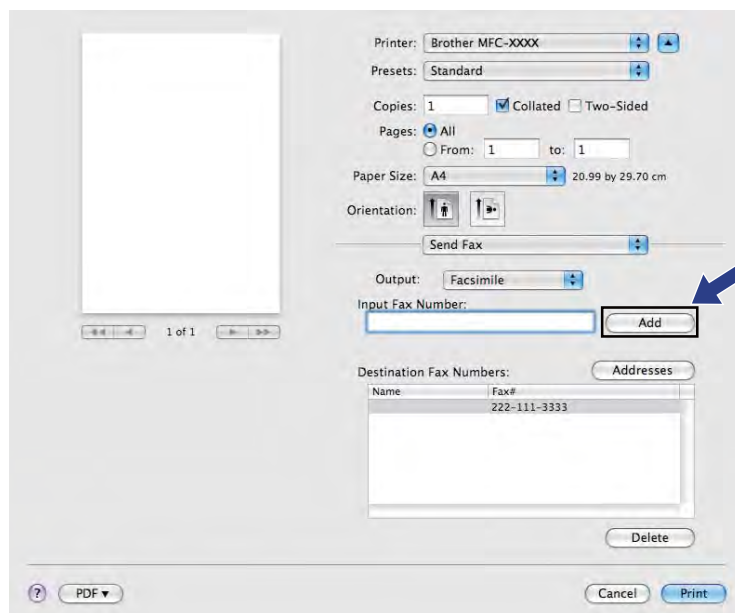 Printer: Brother MFC-XXXX
Presets: Standard
Copies: 1 Collated Two-Sided
Pages: All
From: 1 to: 1
Paper Size: A4 20.99 by 29.70 cm
Orientation:
Send Fax
Output: Facsimile
Input Fax Number:
Add
1 of 1
Destination Fax Numbers: Addresses
Name Fax#
222-111-3333
Delete
? PDF Cancel Print